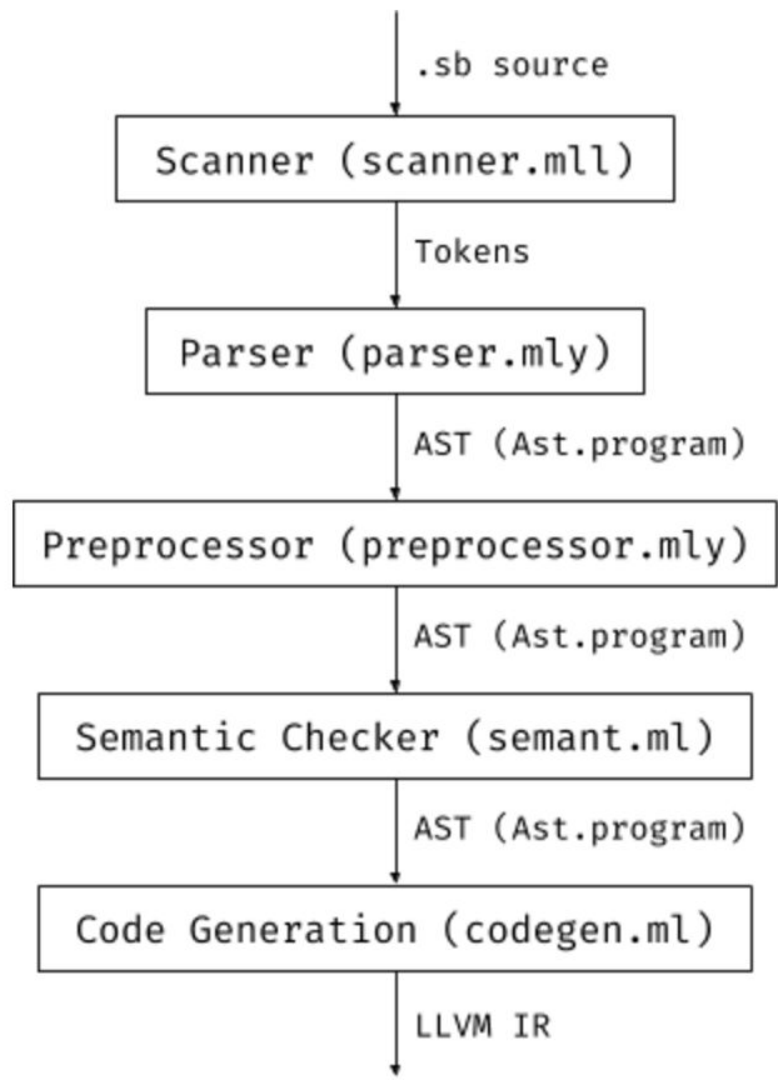 .sb source
Scanner (scanner.mll)
Tokens
Parser (parser.mly)
AST (Ast.program)
Preprocessor (preprocessor.mly)
AST (Ast.program)
Semantic Checker (semant.ml)
AST (Ast.program)
Code Generation (codegen.ml)
LLVM IR